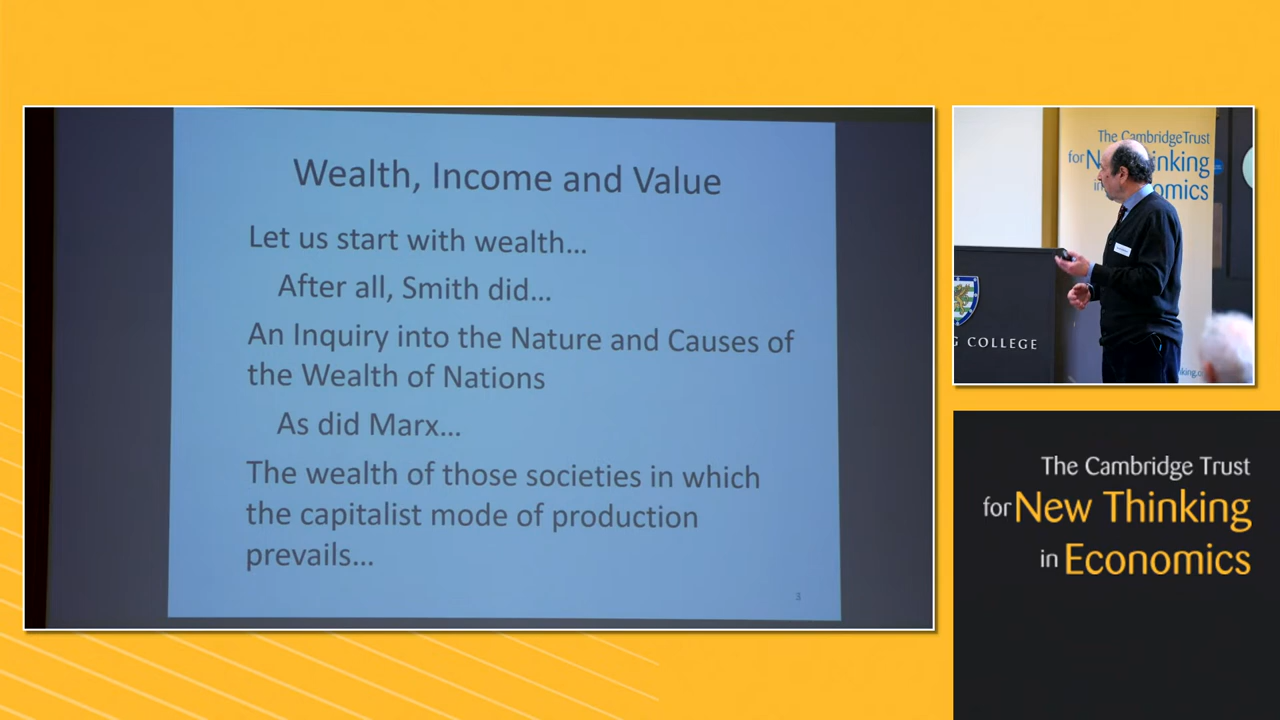 Wealth, Income and Value
Let us start with wealth...
After all, Smith did...
An Inquiry into the Nature and Causes of
the Wealth of Nations
As did Marx...
The wealth of those societies in which
the capitalist mode of production
prevails...
3
The Cambridge Trust
for New Thinking
in Economics
G COLLEGE
The Cambridge Trust
for New Thinking
in Economics